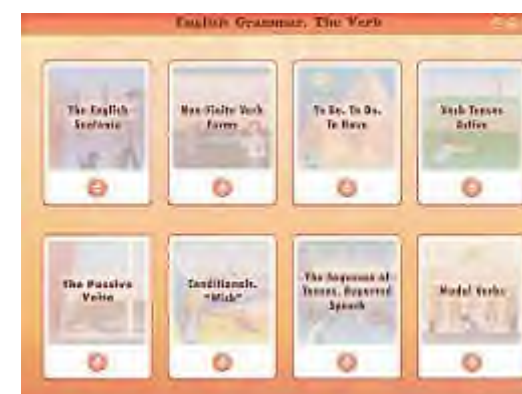 English Grammar. The Verb
The English
Sentence
Non-Finite Verb
Forms
To Be, To Do,
To Have
Verb Tenses
Active
The Passive
Voice
Conditionals.
"Wish"
The Sequence of
Tenses. Reported
Speech
Modal Verbs